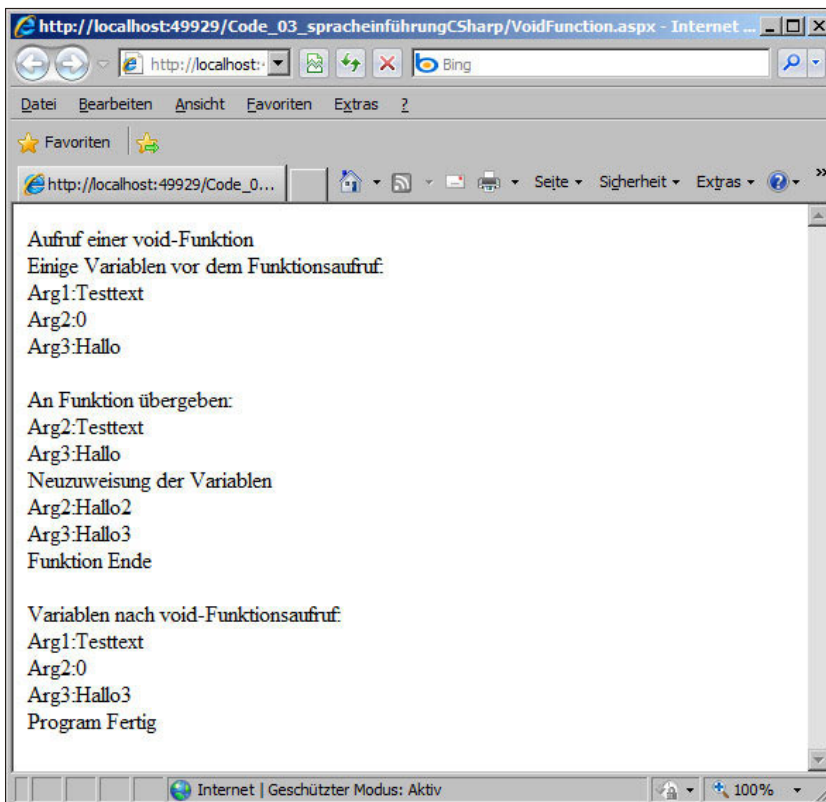 http://localhost:49929/Code_03_spracheinführungCSharp/VoidFunction.aspx - Internet ...
http://localhost:
Bing
Datei Bearbeiten Ansicht Favoriten Extras ?
Favoriten
http://localhost:49929/Code_0...
Seite Sicherheit Extras
Aufruf einer void-Funktion
Einige Variablen vor dem Funktionsaufruf:
Arg1:Testtext
Arg2:0
Arg3:Hallo
An Funktion übergeben:
Arg2:Testtext
Arg3:Hallo
Neuzuweisung der Variablen
Arg2:Hallo2
Arg3:Hallo3
Funktion Ende
Variablen nach void-Funktionsaufruf:
Arg1:Testtext
Arg2:0
Arg3:Hallo3
Program Fertig
Internet | Geschützter Modus: Aktiv
100%